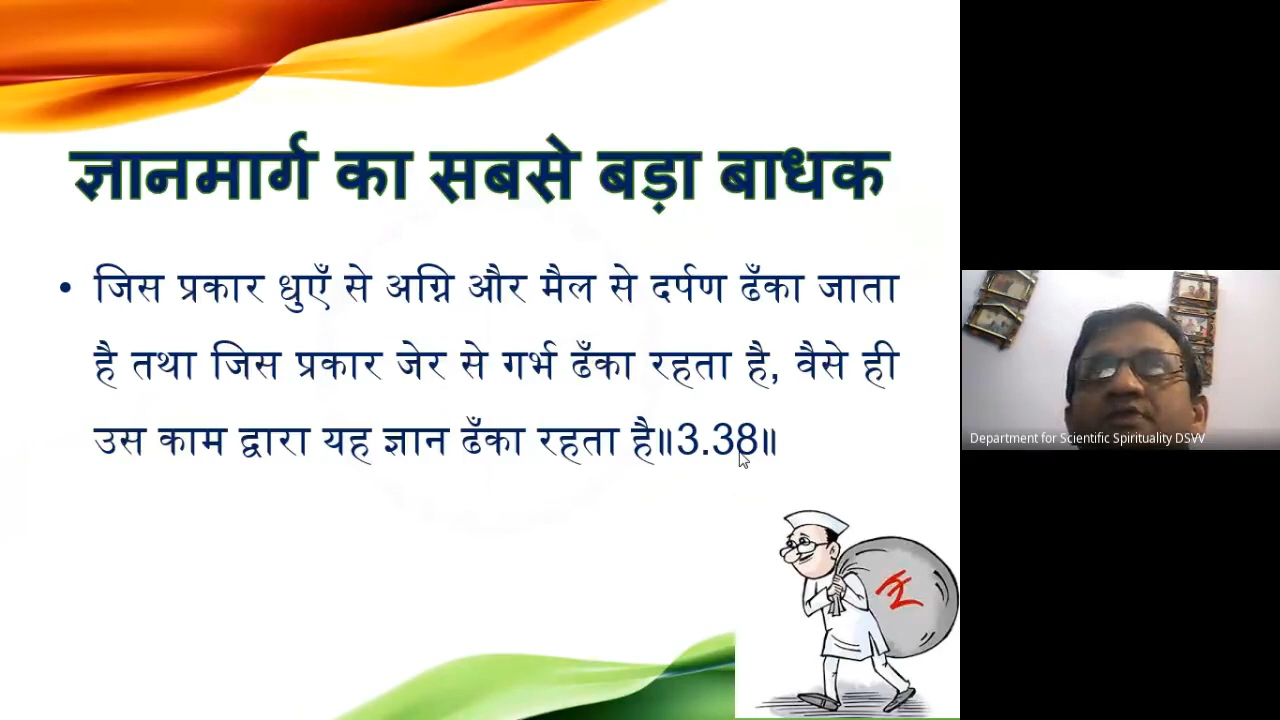 ज्ञानमार्ग का सबसे बड़ा बाधक
• जिस प्रकार धुएँ से अग्नि और मैल से दर्पण ढँका जाता
है तथा जिस प्रकार जेर से गर्भ ढँका रहता है, वैसे ही
उस काम द्वारा यह ज्ञान ढँका रहता है॥3.38॥
₹
Department for Scientific Spirituality DSVV